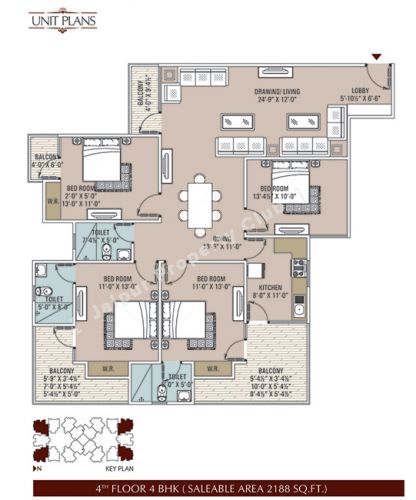 UNIT PLANS
BALCONY
4'-0" X 9'-4½"
DRAWING/ LIVING
24'-9" X 12'-0"
LOBBY
5'-10½" X 6'-6"
BALCONY
4'-0" X 6'-0"
BED ROOM
2'-0" X 5'-0"
13'-0" X 11'-0"
W.R.
BED ROOM
13'-4½" X 10'-0"
TOILET
7'-4½" X 5'-0"
DINING
11'-0"
KITCHEN
8'-0" X 11'-0"
TOILET
5'-0" X 8'-0"
BED ROOM
11'-0" X 13'-0"
BED ROOM
11'-0" X 13'-0"
Jaipur Property
W.R.
W.R.
TOILET
X 5'-0"
BALCONY
5'-9" X 3'-4½"
7'-0" X 5'-4½"
5'-4½" X 5'-4½"
BALCONY
5'-4½" X 3'-4½"
10'-0" X 5'-4½"
8'-4½" X 5'-4½"
N
KEY PLAN
4TH FLOOR 4 BHK ( SALEABLE AREA 2188 SQ.FT.)